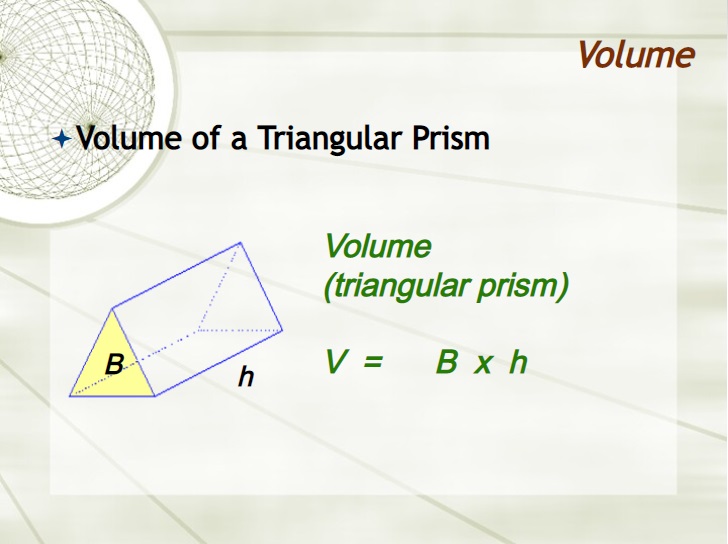 Volume
Volume of a Triangular Prism
Volume
(triangular prism)
V = B x h
B
h